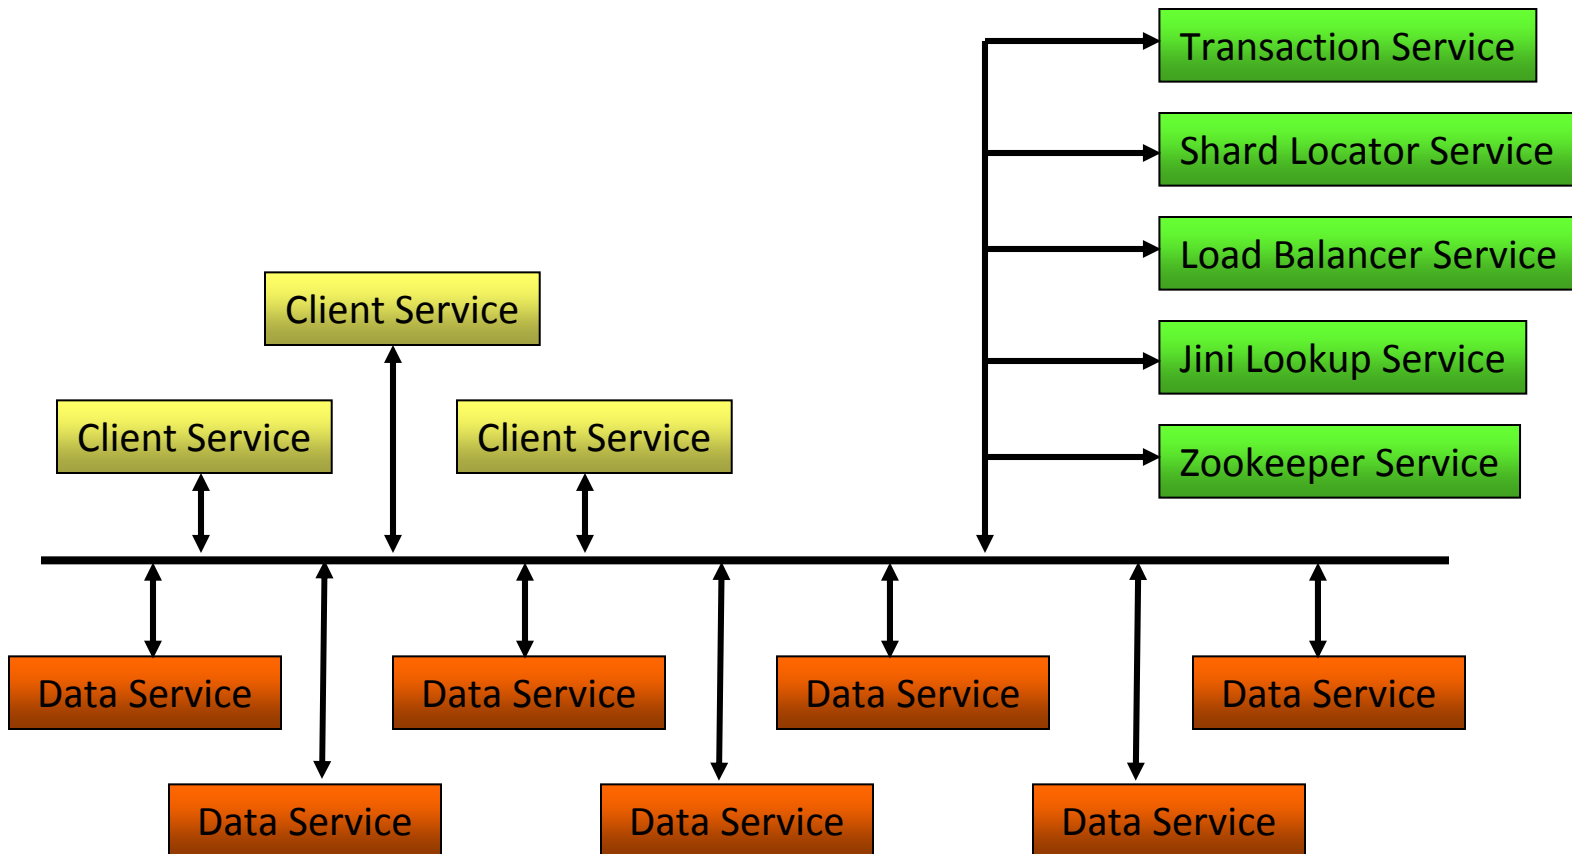 Transaction Service
Shard Locator Service
Load Balancer Service
Client Service
Jini Lookup Service
Client Service
Client Service
Zookeeper Service
Data Service
Data Service
Data Service
Data Service
Data Service
Data Service
Data Service